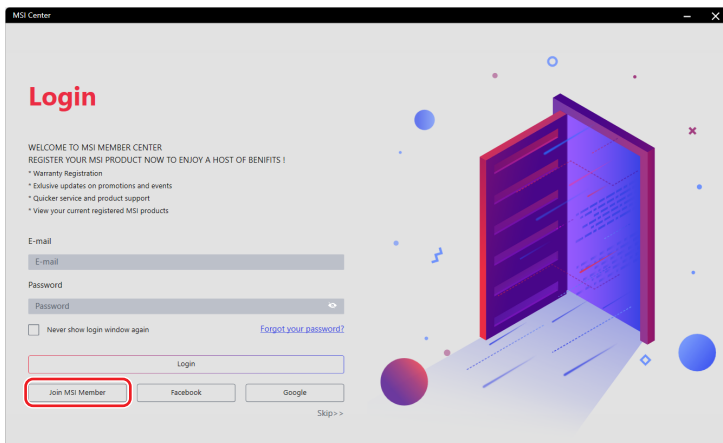 MSI Center
Login
WELCOME TO MSI MEMBER CENTER
REGISTER YOUR MSI PRODUCT NOW TO ENJOY A HOST OF BENIFITS !
* Warranty Registration
* Exlusive updates on promotions and events
* Quicker service and product support
* View your current registered MSI products
E-mail
E-mail
Password
Password
Never show login window again Forgot your password?
Login
Join MSI Member Facebook Google
Skip>>